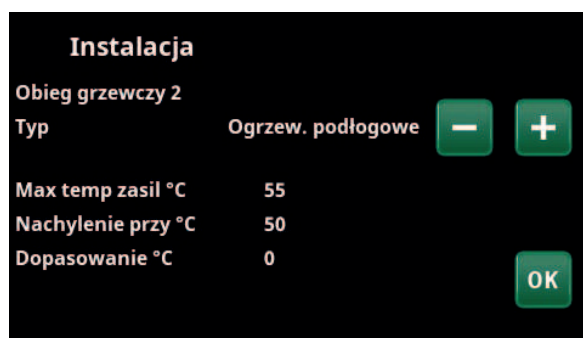 Instalacja
Obieg grzewczy 2
Typ Ogrzew. podłogowe − +
Max temp zasil °C 55
Nachylenie przy °C 50
Dopasowanie °C 0
OK